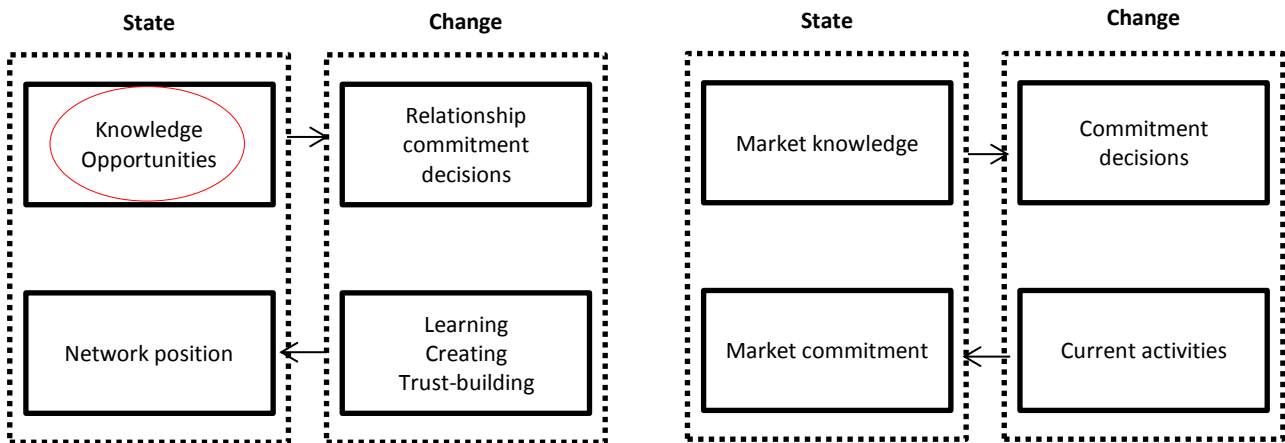 State
Change
Knowledge
Opportunities
Relationship
commitment
decisions
Network position
Learning
Creating
Trust-building
State
Change
Market knowledge
Commitment
decisions
Market commitment
Current activities